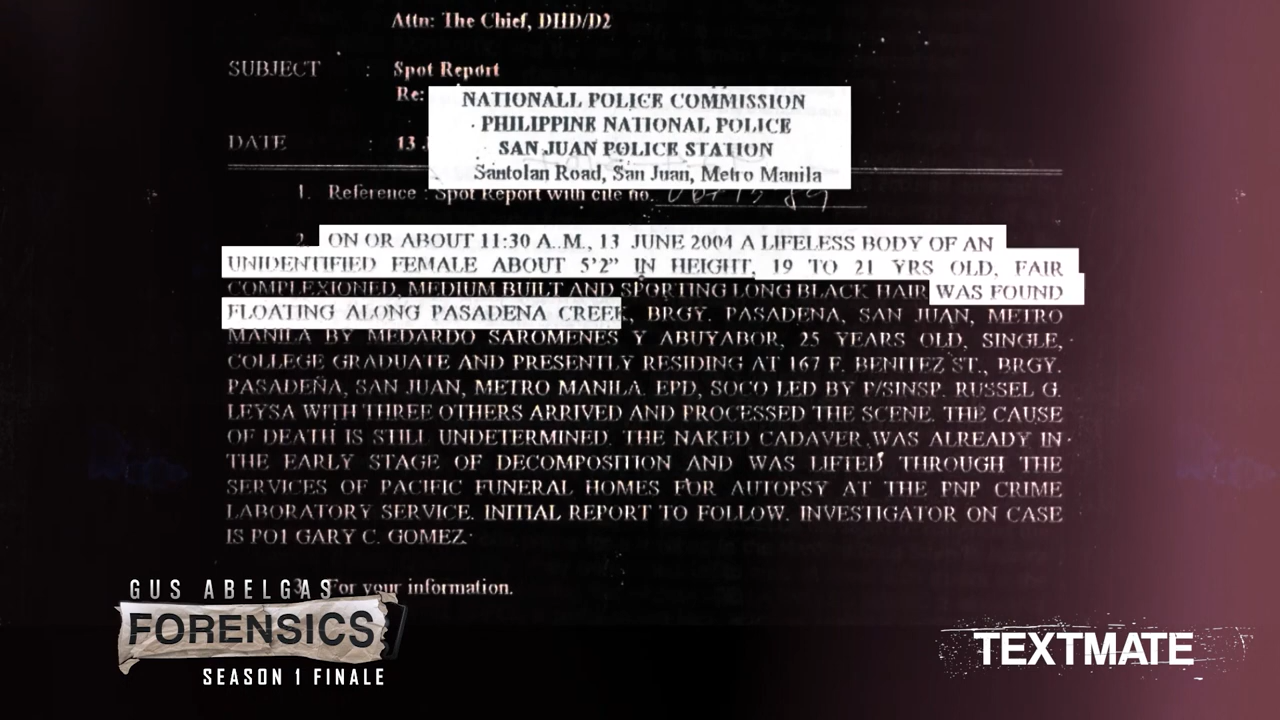 Attn: The Chief, DHD/D2
SUBJECT : Spot Report
Re:
NATIONALL POLICE COMMISSION
PHILIPPINE NATIONAL POLICE
SAN JUAN POLICE STATION
Santolan Road, San Juan, Metro Manila
DATE : 13
1. Reference : Spot Report with cite no.
2. ON OR ABOUT 11:30 A.M., 13 JUNE 2004 A LIFELESS BODY OF AN
UNIDENTIFIED FEMALE ABOUT 5'2" IN HEIGHT, 19 TO 21 YRS OLD, FAIR
COMPLEXIONED, MEDIUM BUILT AND SPORTING LONG BLACK HAIR WAS FOUND
FLOATING ALONG PASADENA CREEK, BRGY. PASADENA, SAN JUAN, METRO
MANILA BY MEDARDO SAROMENES Y ABUYABOR, 25 YEARS OLD, SINGLE,
COLLEGE GRADUATE AND PRESENTLY RESIDING AT 167 F. BENITEZ ST., BRGY.
PASADEÑA, SAN JUAN, METRO MANILA. EPD, SOCO LED BY P/SINSP. RUSSEL G.
LEYSA WITH THREE OTHERS ARRIVED AND PROCESSED THE SCENE. THE CAUSE
OF DEATH IS STILL UNDETERMINED. THE NAKED CADAVER WAS ALREADY IN
THE EARLY STAGE OF DECOMPOSITION AND WAS LIFTED THROUGH THE
SERVICES OF PACIFIC FUNERAL HOMES FOR AUTOPSY AT THE PNP CRIME
LABORATORY SERVICE. INITIAL REPORT TO FOLLOW. INVESTIGATOR ON CASE
IS PO1 GARY C. GOMEZ
3. For your information.
GUS ABELGAS
FORENSICS
SEASON 1 FINALE
TEXTMATE